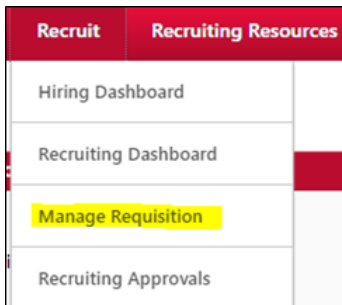 Recruit Recruiting Resources
Hiring Dashboard
Recruiting Dashboard
Manage Requisition
Recruiting Approvals